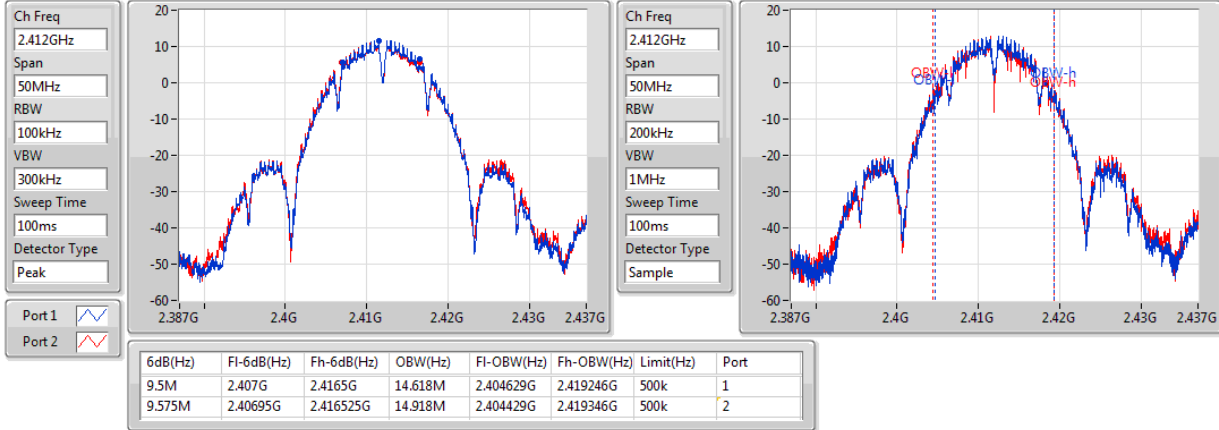 Ch Freq
2.412GHz
Span
50MHz
RBW
100kHz
VBW
300kHz
Sweep Time
100ms
Detector Type
Peak
Port 1
Port 2
20
10
0
-10
-20
-30
-40
-50
-60
2.387G 2.4G 2.41G 2.42G 2.43G 2.437G
Ch Freq
2.412GHz
Span
50MHz
RBW
200kHz
VBW
1MHz
Sweep Time
100ms
Detector Type
Sample
20
10
0
-10
-20
-30
-40
-50
-60
OBW-h
OBW-h
2.387G 2.4G 2.41G 2.42G 2.43G 2.437G
6dB(Hz) Fl-6dB(Hz) Fh-6dB(Hz) OBW(Hz) Fl-OBW(Hz) Fh-OBW(Hz) Limit(Hz) Port
9.5M 2.407G 2.4165G 14.618M 2.404629G 2.419246G 500k 1
9.575M 2.40695G 2.416525G 14.918M 2.404429G 2.419346G 500k 2